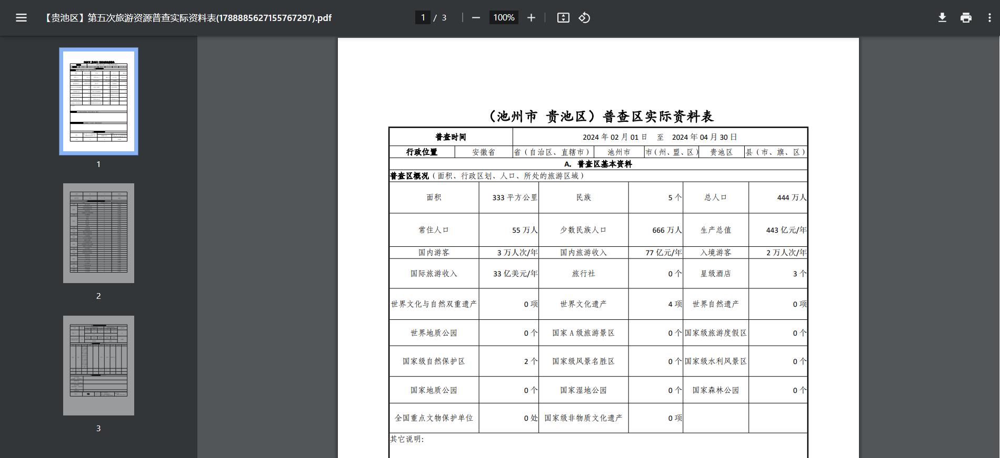 【贵池区】第五次旅游资源普查实际资料表(1788885627155767297).pdf
1 / 3
100%
1
2
3
（池州市 贵池区）普查区实际资料表
普查时间 2024 年 02 月 01 日 至 2024 年 04 月 30 日
行政位置 安徽省 省（自治区、直辖市） 池州市 市（州、盟、区） 贵池区 县（市、旗、区）
A. 普查区基本资料
普查区概况（面积、行政区划、人口、所处的旅游区域）
面积 333 平方公里 民族 5 个 总人口 444 万人
常住人口 55 万人 少数民族人口 666 万人 生产总值 443 亿元/年
国内游客 3 万人次/年 国内旅游收入 77 亿元/年 入境游客 2 万人次/年
国际旅游收入 33 亿美元/年 旅行社 0 个 星级酒店 3 个
世界文化与自然双重遗产 0 项 世界文化遗产 4 项 世界自然遗产 0 项
世界地质公园 0 个 国家 A 级旅游景区 0 个 国家级旅游度假区 0 个
国家级自然保护区 2 个 国家级风景名胜区 0 个 国家级水利风景区 0 个
国家地质公园 0 个 国家湿地公园 0 个 国家森林公园 0 个
全国重点文物保护单位 0 处 国家级非物质文化遗产 0 项
其它说明: